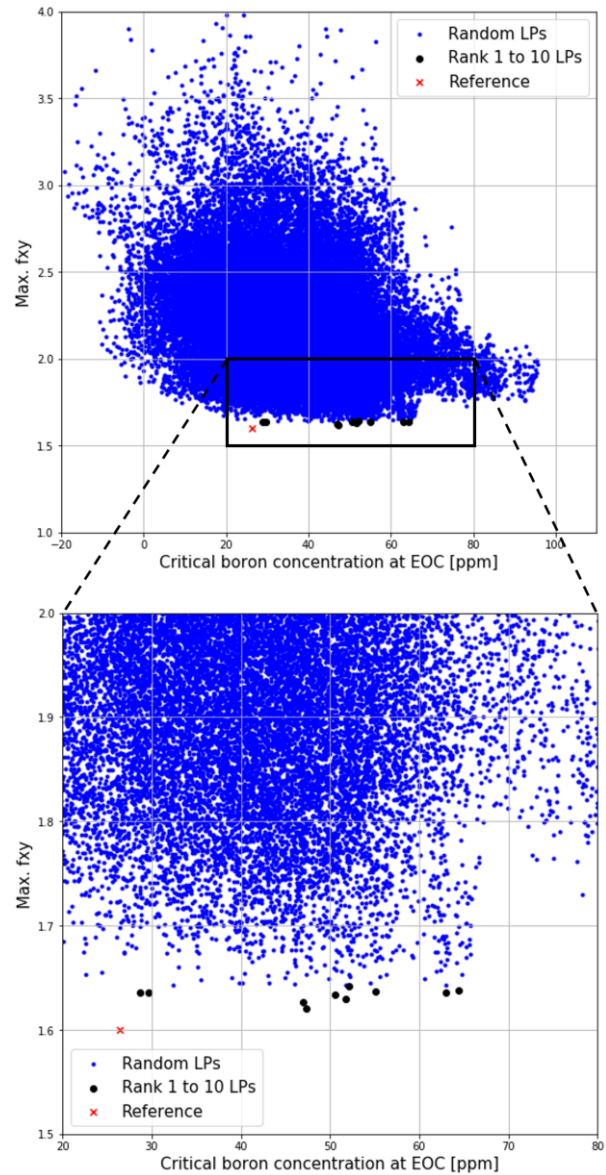 4.0
3.5
3.0
2.5
2.0
1.5
1.0
Max. fxy
Random LPs
Rank 1 to 10 LPs
Reference
-20 0 20 40 60 80 100
Critical boron concentration at EOC [ppm]
2.0
1.9
1.8
1.7
1.6
1.5
Max. fxy
Random LPs
Rank 1 to 10 LPs
Reference
20 30 40 50 60 70 80
Critical boron concentration at EOC [ppm]